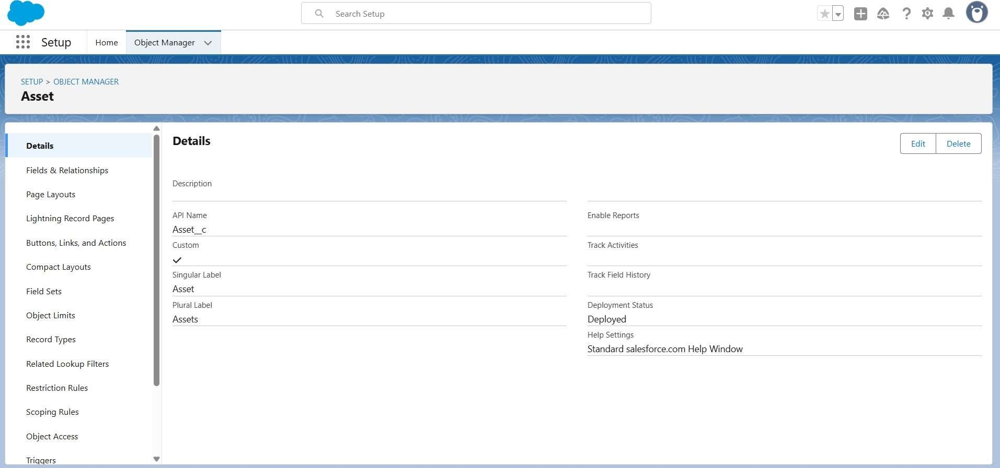 Search Setup
Setup
Home
Object Manager
SETUP > OBJECT MANAGER
Asset
Details
Fields & Relationships
Page Layouts
Lightning Record Pages
Buttons, Links, and Actions
Compact Layouts
Field Sets
Object Limits
Record Types
Related Lookup Filters
Restriction Rules
Scoping Rules
Object Access
Triggers
Details
Edit
Delete
Description
API Name
Asset__c
Custom
Singular Label
Asset
Plural Label
Assets
Enable Reports
Track Activities
Track Field History
Deployment Status
Deployed
Help Settings
Standard salesforce.com Help Window